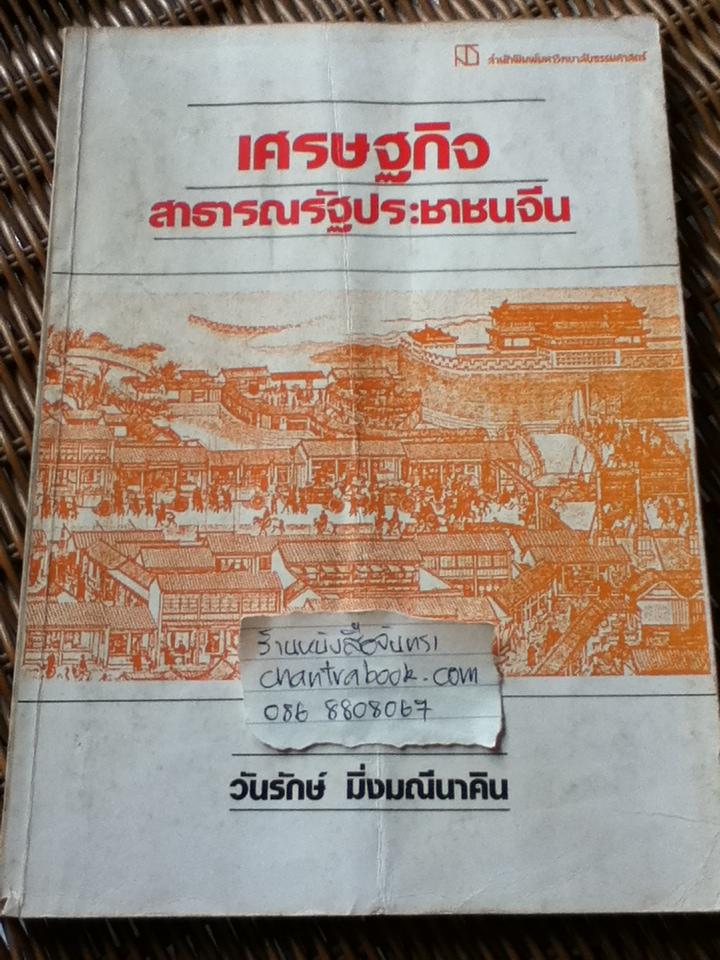 สำนักพิมพ์มหาวิทยาลัยธรรมศาสตร์
เศรษฐกิจ
สาธารณรัฐประชาชนจีน
ร้านหนังสือจันทรา
chantrabook.com
086 8808067
วันรักษ์ มิ่งมณีนาคิน